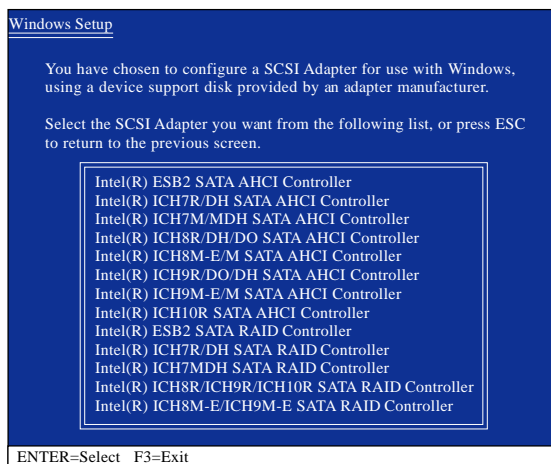 Windows Setup
You have chosen to configure a SCSI Adapter for use with Windows,
using a device support disk provided by an adapter manufacturer.
Select the SCSI Adapter you want from the following list, or press ESC
to return to the previous screen.
Intel(R) ESB2 SATA AHCI Controller
Intel(R) ICH7R/DH SATA AHCI Controller
Intel(R) ICH7M/MDH SATA AHCI Controller
Intel(R) ICH8R/DH/DO SATA AHCI Controller
Intel(R) ICH8M-E/M SATA AHCI Controller
Intel(R) ICH9R/DO/DH SATA AHCI Controller
Intel(R) ICH9M-E/M SATA AHCI Controller
Intel(R) ICH10R SATA AHCI Controller
Intel(R) ESB2 SATA RAID Controller
Intel(R) ICH7R/DH SATA RAID Controller
Intel(R) ICH7MDH SATA RAID Controller
Intel(R) ICH8R/ICH9R/ICH10R SATA RAID Controller
Intel(R) ICH8M-E/ICH9M-E SATA RAID Controller
ENTER=Select F3=Exit